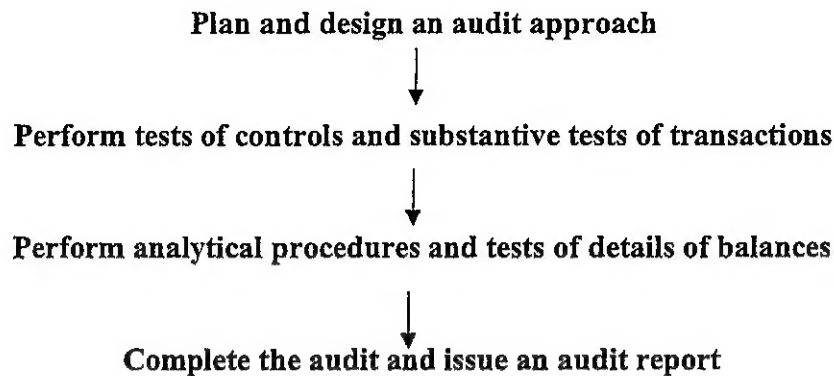 Plan and design an audit approach
Perform tests of controls and substantive tests of transactions
Perform analytical procedures and tests of details of balances
Complete the audit and issue an audit report